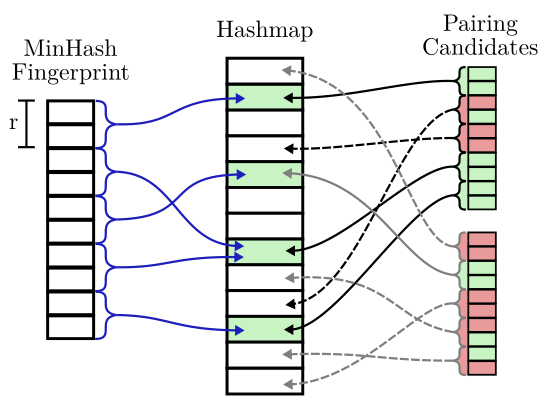 MinHash
Fingerprint
r
Hashmap
Pairing
Candidates